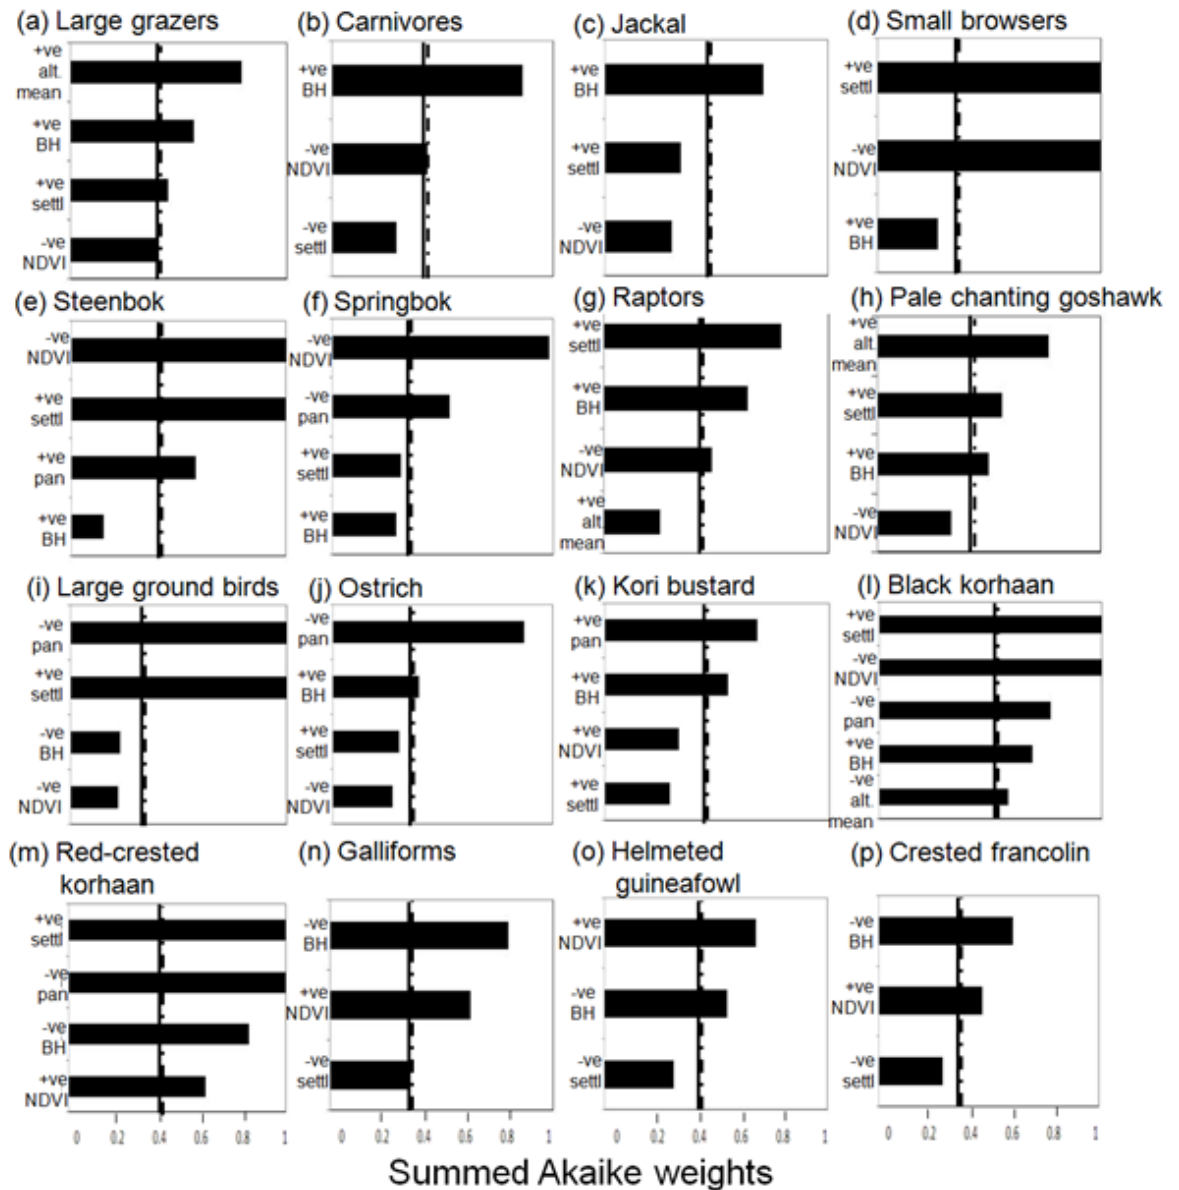 (a) Large grazers
+ve
alt.
mean
+ve
BH
+ve
settl
-ve
NDVI
(b) Carnivores
+ve
BH
-ve
NDVI
-ve
settl
(c) Jackal
+ve
BH
+ve
settl
-ve
NDVI
(d) Small browsers
+ve
settl
-ve
NDVI
+ve
BH
(e) Steenbok
-ve
NDVI
+ve
settl
+ve
pan
+ve
BH
(f) Springbok
-ve
NDVI
-ve
pan
+ve
settl
+ve
BH
(g) Raptors
+ve
settl
+ve
BH
-ve
NDVI
+ve
alt.
mean
(h) Pale chanting goshawk
+ve
alt.
mean
+ve
settl
+ve
BH
-ve
NDVI
(i) Large ground birds
-ve
pan
+ve
settl
-ve
BH
-ve
NDVI
(j) Ostrich
-ve
pan
+ve
BH
+ve
settl
-ve
NDVI
(k) Kori bustard
+ve
pan
+ve
BH
+ve
NDVI
+ve
settl
(l) Black korhaan
+ve
settl
-ve
NDVI
-ve
pan
+ve
BH
-ve
alt.
mean
(m) Red-crested
korhaan
+ve
settl
-ve
pan
-ve
BH
+ve
NDVI
0 0.2 0.4 0.6 0.8 1
(n) Galliforms
-ve
BH
+ve
NDVI
-ve
settl
0 0.2 0.4 0.6 0.8 1
(o) Helmeted
guineafowl
+ve
NDVI
-ve
BH
-ve
settl
0 0.2 0.4 0.6 0.8 1
(p) Crested francolin
-ve
BH
+ve
NDVI
-ve
settl
0 0.2 0.4 0.6 0.8 1
Summed Akaike weights